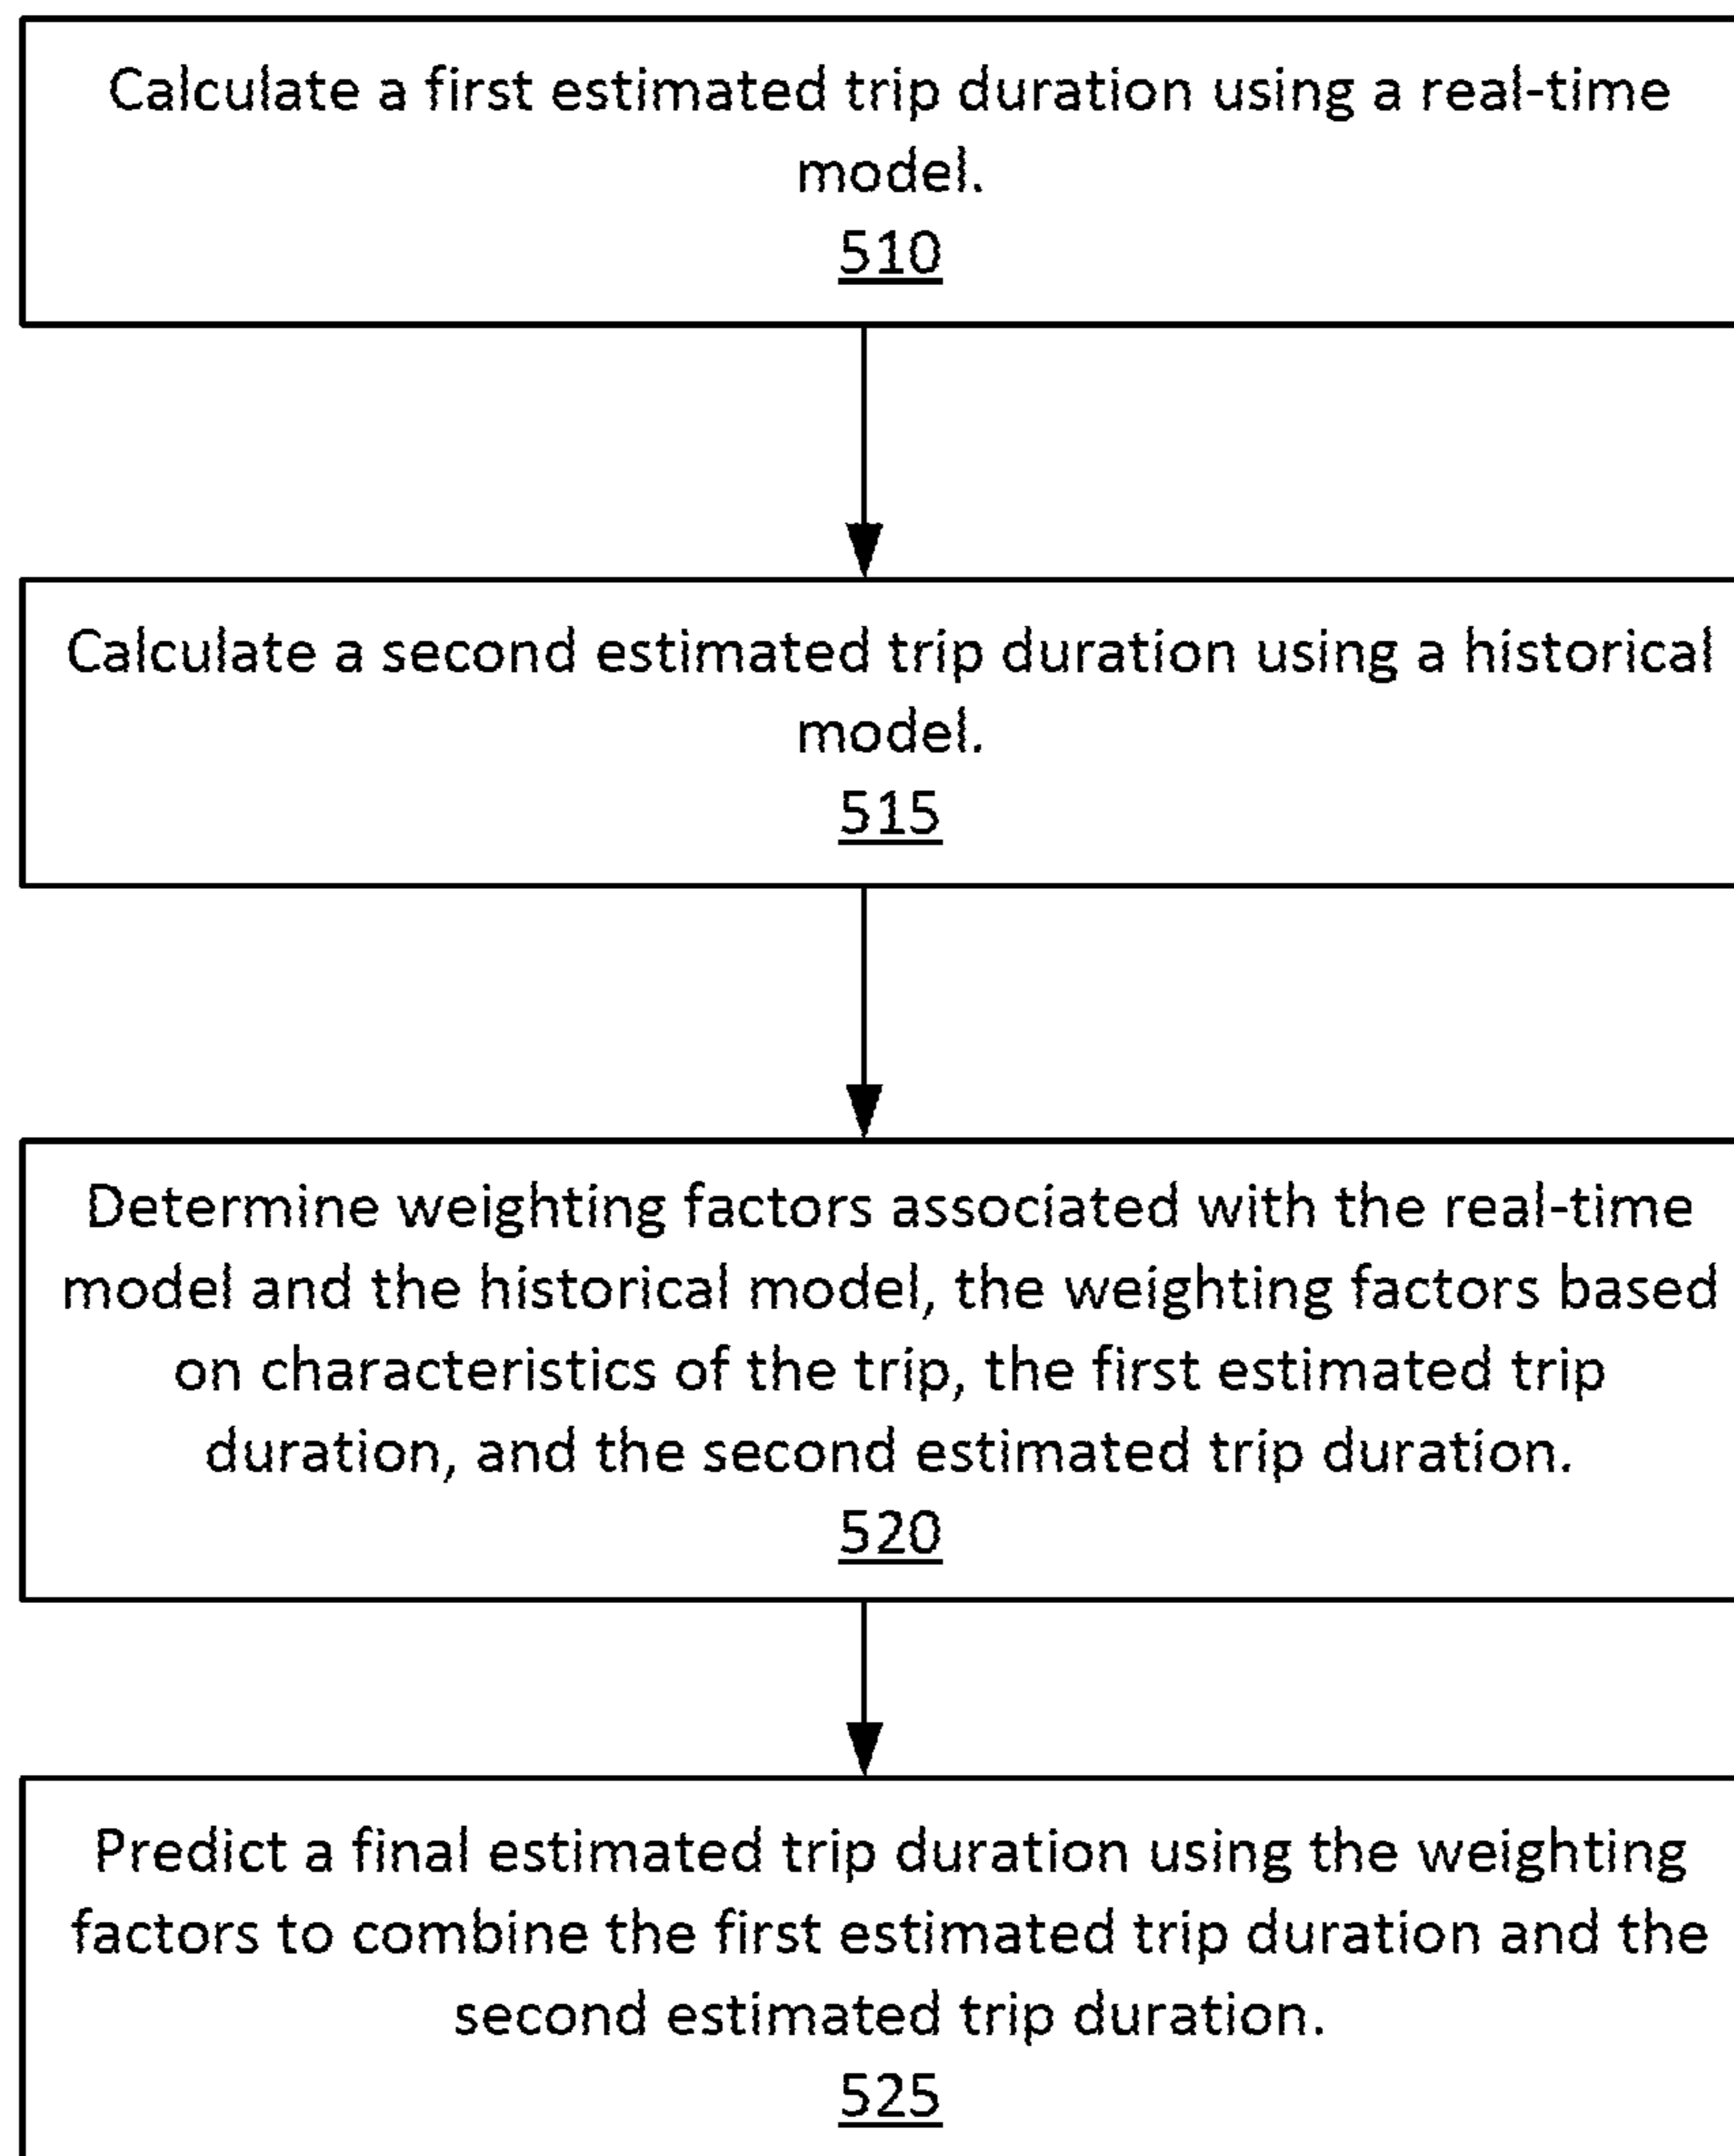 Calculate a first estimated trip duration using a real-time
model.
510
Calculate a second estimated trip duration using a historical
model.
515
Determine weighting factors associated with the real-time
model and the historical model, the weighting factors based
on characteristics of the trip, the first estimated trip
duration, and the second estimated trip duration.
520
Predict a final estimated trip duration using the weighting
factors to combine the first estimated trip duration and the
second estimated trip duration.
525